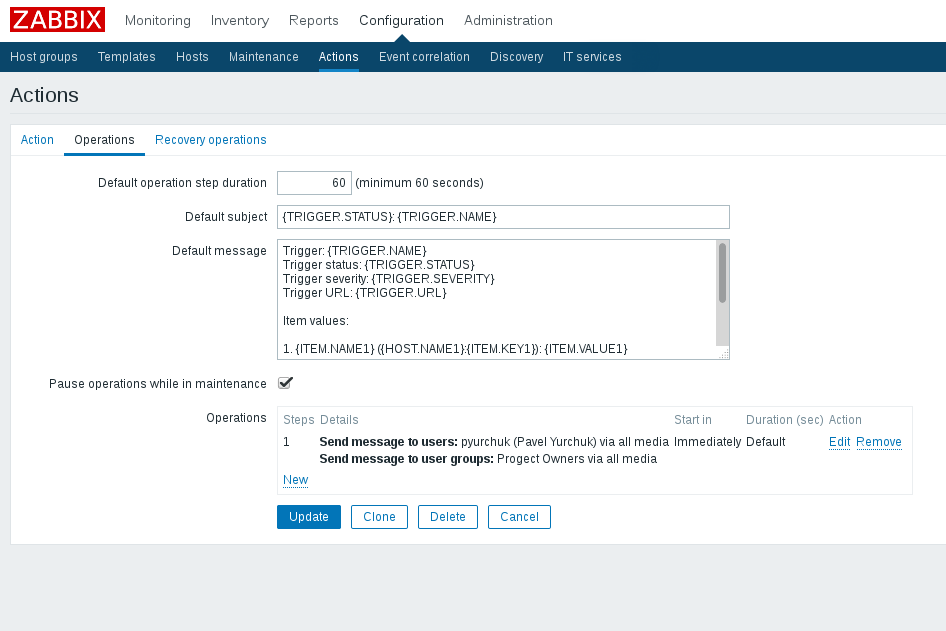 ZABBIX Monitoring Inventory Reports Configuration Administration
Host groups Templates Hosts Maintenance Actions Event correlation Discovery IT services
Actions
Action Operations Recovery operations
Default operation step duration 60 (minimum 60 seconds)
Default subject {TRIGGER.STATUS}: {TRIGGER.NAME}
Default message Trigger: {TRIGGER.NAME}
Trigger status: {TRIGGER.STATUS}
Trigger severity: {TRIGGER.SEVERITY}
Trigger URL: {TRIGGER.URL}
Item values:
1. {ITEM.NAME1} ({HOST.NAME1}:{ITEM.KEY1}): {ITEM.VALUE1}
Pause operations while in maintenance
Operations Steps Details Start in Duration (sec) Action
1 Send message to users: pyurchuk (Pavel Yurchuk) via all media Immediately Default Edit Remove
Send message to user groups: Progect Owners via all media
New
Update Clone Delete Cancel